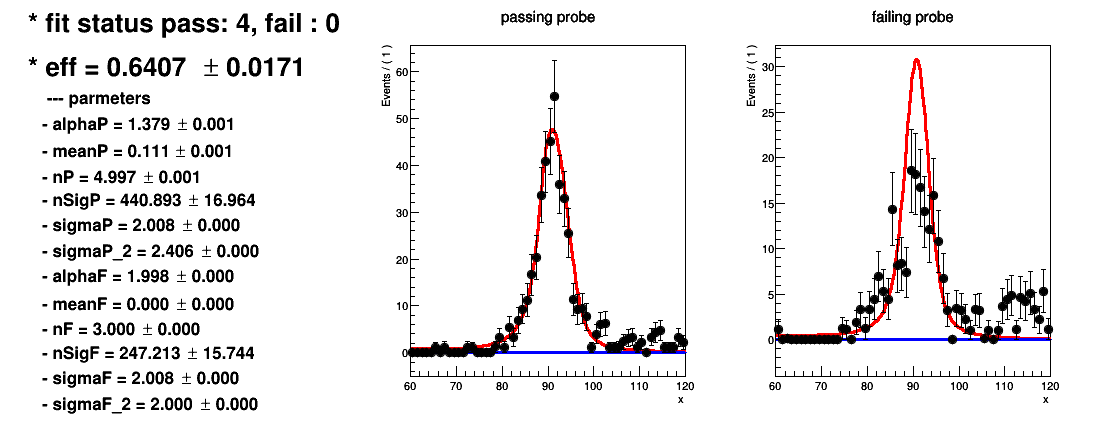 * fit status pass: 4, fail : 0
* eff = 0.6407 ± 0.0171
--- parmeters
- alphaP = 1.379 ± 0.001
- meanP = 0.111 ± 0.001
- nP = 4.997 ± 0.001
- nSigP = 440.893 ± 16.964
- sigmaP = 2.008 ± 0.000
- sigmaP_2 = 2.406 ± 0.000
- alphaF = 1.998 ± 0.000
- meanF = 0.000 ± 0.000
- nF = 3.000 ± 0.000
- nSigF = 247.213 ± 15.744
- sigmaF = 2.008 ± 0.000
- sigmaF_2 = 2.000 ± 0.000
passing probe
Events / ( 1 )
60
50
40
30
20
10
0
60 70 80 90 100 110 120
x
failing probe
Events / ( 1 )
30
25
20
15
10
5
0
60 70 80 90 100 110 120
x